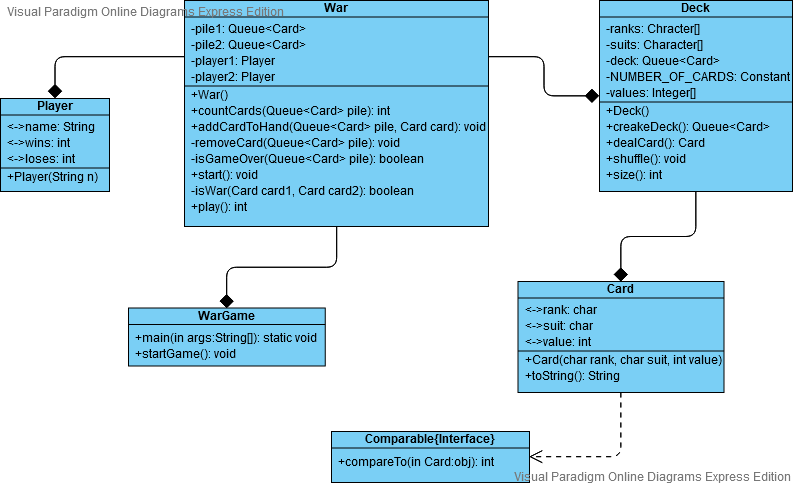 Visual Paradigm Online Diagrams Express Edition
War
-pile1: Queue<Card>
-pile2: Queue<Card>
-player1: Player
-player2: Player
+War()
+countCards(Queue<Card> pile): int
+addCardToHand(Queue<Card> pile, Card card): void
-removeCard(Queue<Card> pile): void
-isGameOver(Queue<Card> pile): boolean
+start(): void
-isWar(Card card1, Card card2): boolean
+play(): int
Deck
-ranks: Chracter[]
-suits: Character[]
-deck: Queue<Card>
-NUMBER_OF_CARDS: Constant
-values: Integer[]
+Deck()
+creakeDeck(): Queue<Card>
+dealCard(): Card
+shuffle(): void
+size(): int
Player
<->name: String
<->wins: int
<->loses: int
+Player(String n)
WarGame
+main(in args:String[]): static void
+startGame(): void
Card
<->rank: char
<->suit: char
<->value: int
+Card(char rank, char suit, int value)
+toString(): String
Comparable{Interface}
+compareTo(in Card:obj): int
Visual Paradigm Online Diagrams Express Edition